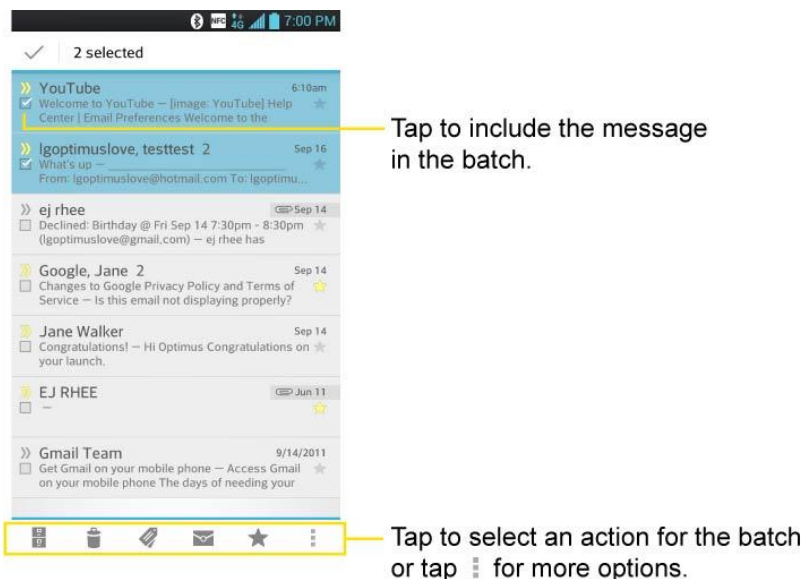 4G 7:00 PM
NFC
2 selected
YouTube 6:10am
Welcome to YouTube – [image: YouTube] Help
Center | Email Preferences Welcome to the
lgoptimuslove, testtest 2 Sep 16
What's up – ____________________
From: lgoptimuslove@hotmail.com To: lgoptimu...
ej rhee Sep 14
Declined: Birthday @ Fri Sep 14 7:30pm - 8:30pm
(lgoptimuslove@gmail.com) – ej rhee has
Google, Jane 2 Sep 14
Changes to Google Privacy Policy and Terms of
Service – Is this email not displaying properly?
Jane Walker Sep 14
Congratulations! – Hi Optimus Congratulations on
your launch,
EJ RHEE Jun 11
–
Gmail Team 9/14/2011
Get Gmail on your mobile phone – Access Gmail
on your mobile phone The days of needing your
Tap to include the message
in the batch.
Tap to select an action for the batch
or tap ⋮ for more options.